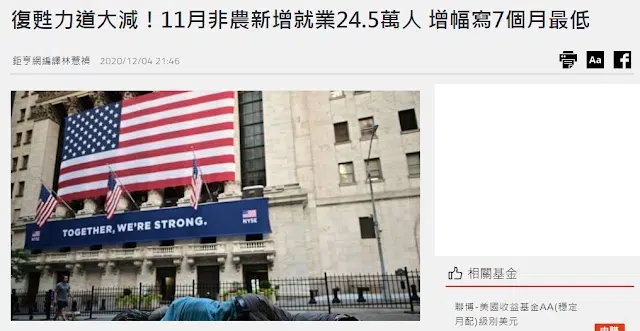 復甦力道大減！11月非農新增就業24.5萬人 增幅寫7個月最低
鉅亨網編譯林薏禎　2020/12/04 21:46
Aa
TOGETHER, WE'RE STRONG.
NYSE
相關基金
聯博-美國收益基金AA(穩定
月配)級別美元